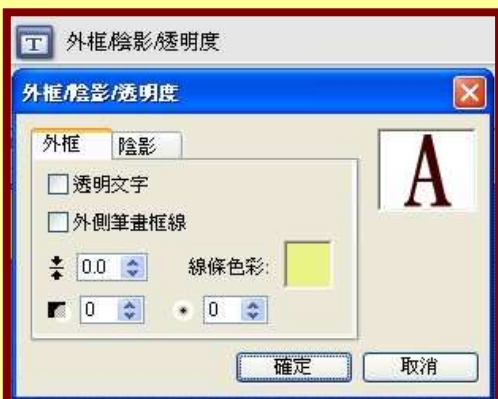 T 外框/陰影/透明度
外框/陰影/透明度
外框 陰影
透明文字
外側筆畫框線
0.0 線條色彩:
0 0
A
確定 取消